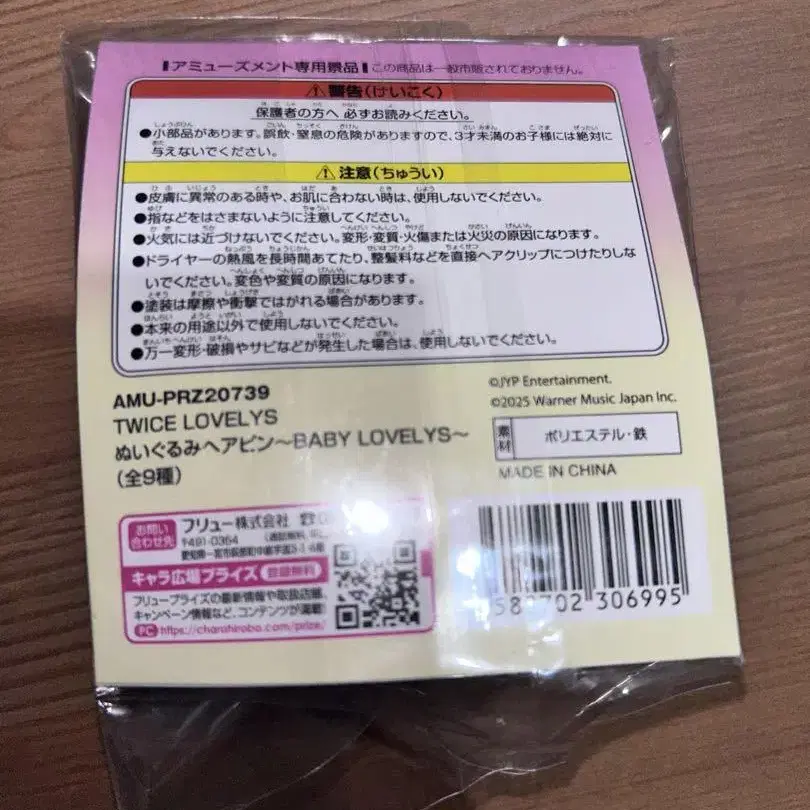 アミューズメント専用景品 この商品は一般市販されておりません。
⚠警告(けいこく)
保護者の方へ 必ずお読みください。
●小部品があります。誤飲・窒息の危険がありますので、3才未満のお子様には絶対に
与えないでください。
⚠注意(ちゅうい)
●皮膚に異常のある時や、お肌に合わない時は、使用しないでください。
●指などをはさまないように注意してください。
●火気には近づけないでください。変形・変質・火傷または火災の原因になります。
●ドライヤーの熱風を長時間あてたり、整髪料などを直接ヘアクリップにつけたりしな
いでください。変色や変質の原因になります。
●塗装は摩擦や衝撃ではがれる場合があります。
●本来の用途以外で使用しないでください。
●万一変形・破損やサビなどが発生した場合は、使用しないでください。
AMU-PRZ20739
TWICE LOVELYS
ぬいぐるみヘアピン～BABY LOVELYS～
(全9種)
©JYP Entertainment.
©2025 Warner Music Japan Inc.
素材 ポリエステル・鉄
MADE IN CHINA
お問い合わせ先 フリュー株式会社
〒491-0364
キャラ広場プライズ 登録無料
フリュープライズの最新情報や取扱店舗、
キャンペーン情報など、コンテンツが満載
PC https://charahiroba.com/prize/
582702 306995